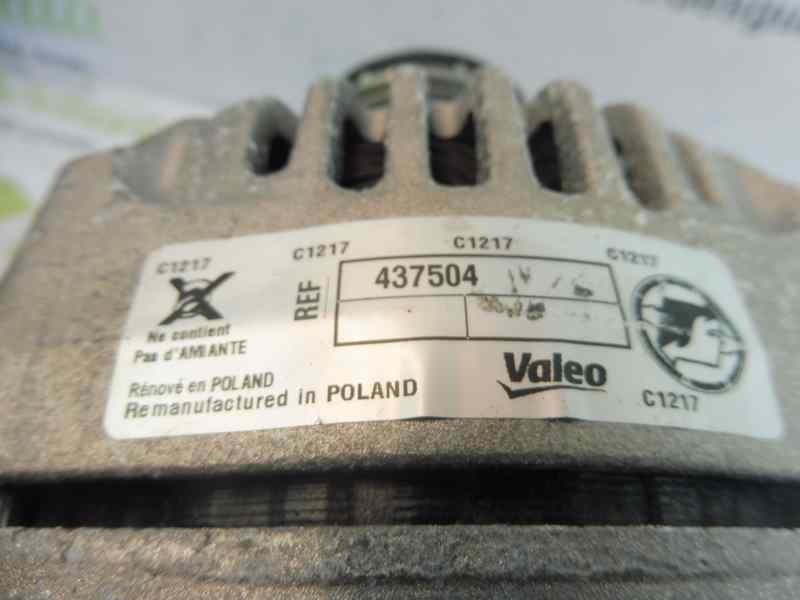 C1217
C1217
C1217
C1217
REF
437504
Ne contient
Pas d'AMIANTE
Rénové en POLAND
Remanufactured in POLAND
Valeo
C1217